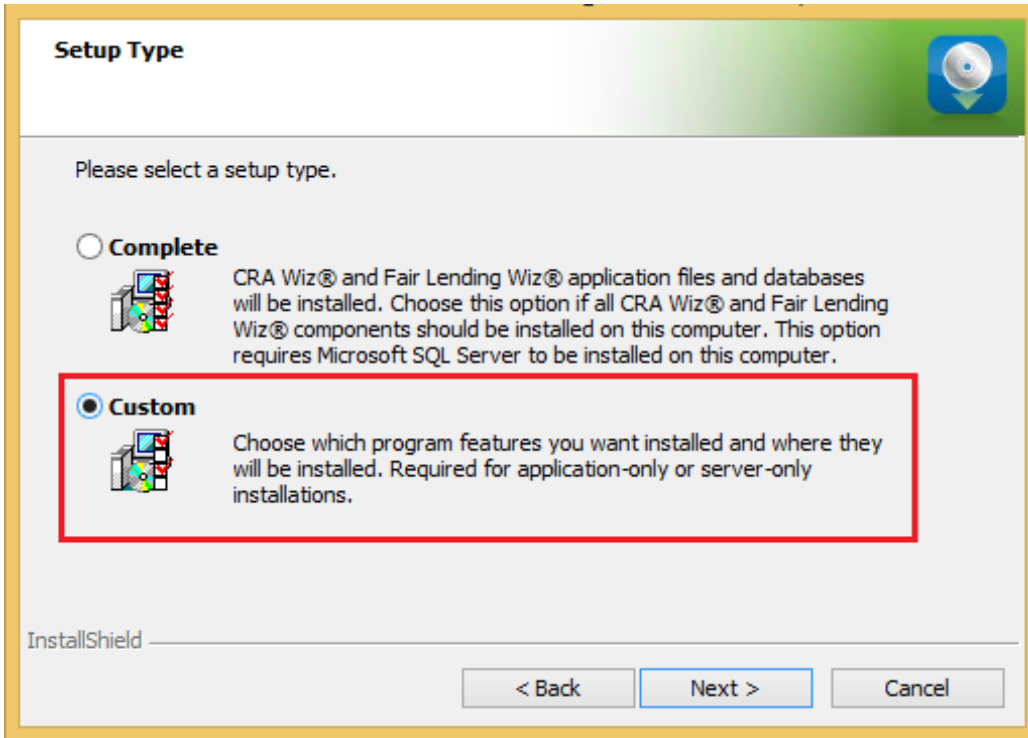 Setup Type
Please select a setup type.
Complete
CRA Wiz® and Fair Lending Wiz® application files and databases
will be installed. Choose this option if all CRA Wiz® and Fair Lending
Wiz® components should be installed on this computer. This option
requires Microsoft SQL Server to be installed on this computer.
Custom
Choose which program features you want installed and where they
will be installed. Required for application-only or server-only
installations.
InstallShield
< Back
Next >
Cancel